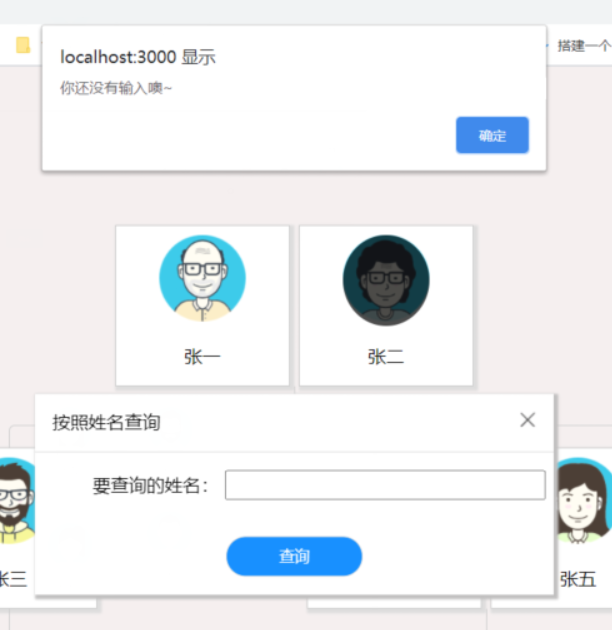 搭建一个
localhost:3000 显示
你还没有输入噢~
确定
张一
张二
按照姓名查询
要查询的姓名：
查询
张三
张五